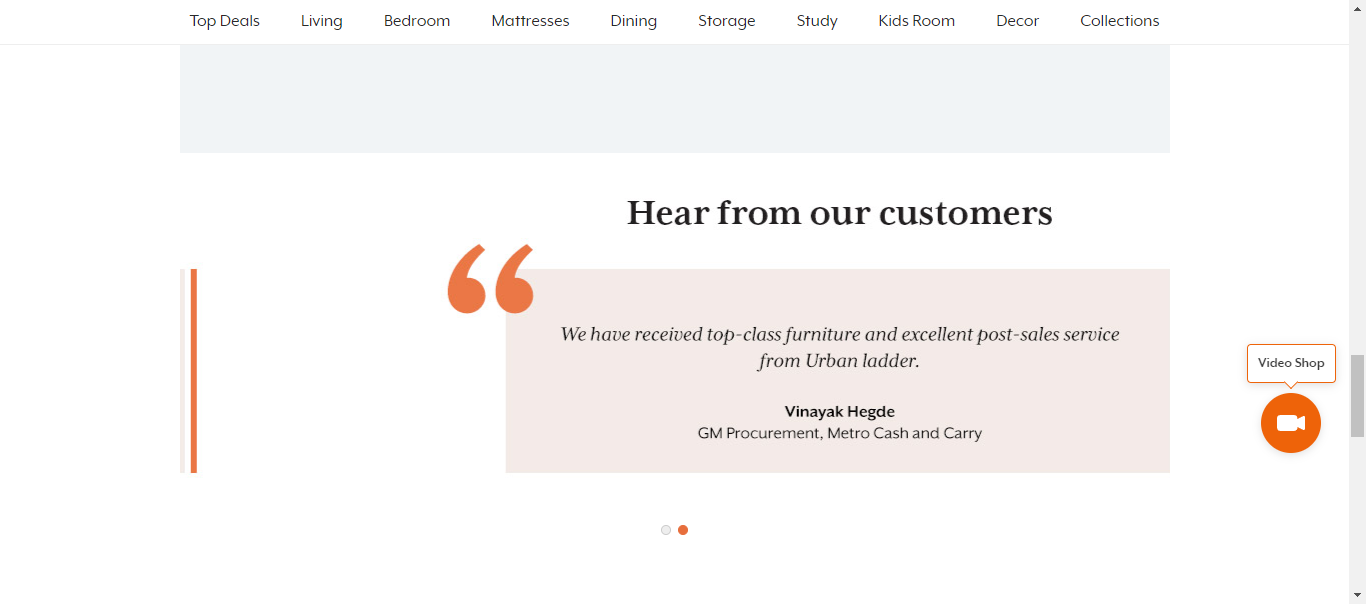 Top Deals Living Bedroom Mattresses Dining Storage Study Kids Room Decor Collections
Hear from our customers
“
We have received top-class furniture and excellent post-sales service
from Urban ladder.
Vinayak Hegde
GM Procurement, Metro Cash and Carry
Video Shop